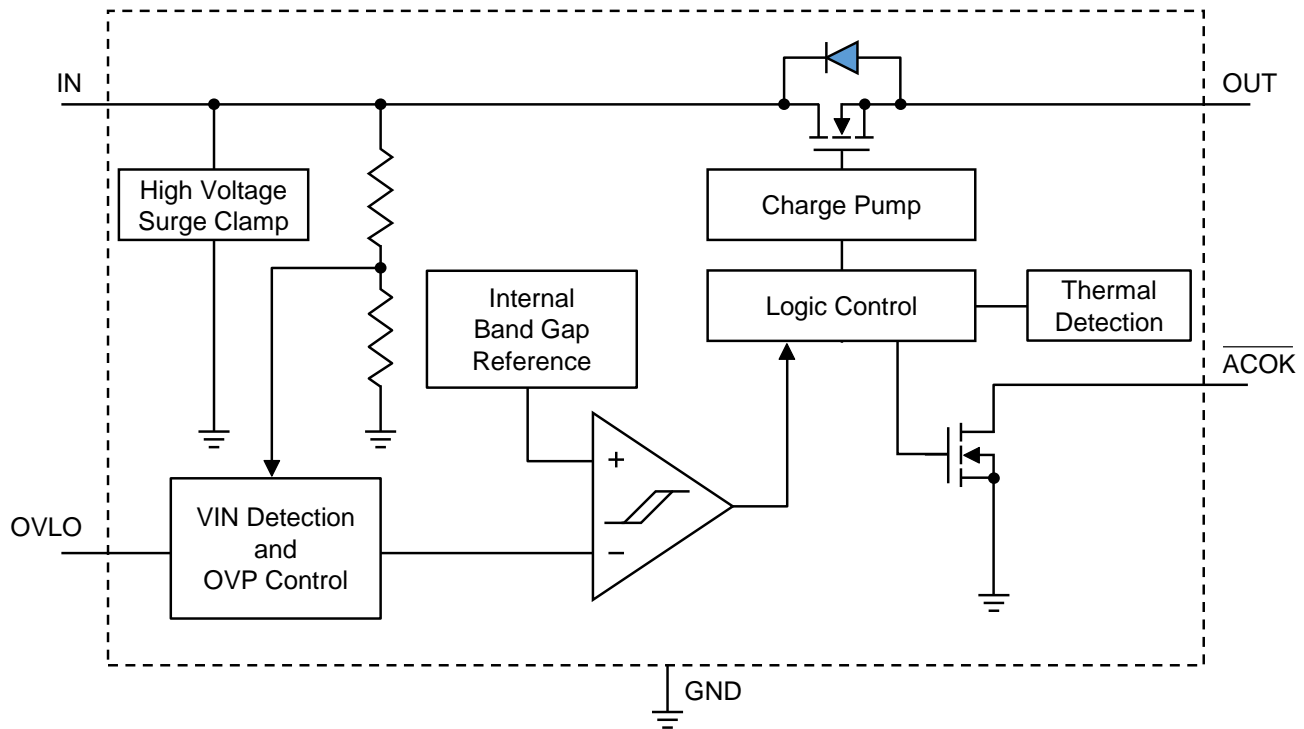 IN
OUT
High Voltage
Surge Clamp
Charge Pump
Internal
Band Gap
Reference
Logic Control
Thermal
Detection
ACOK
+
OVLO
VIN Detection
and
OVP Control
−
GND